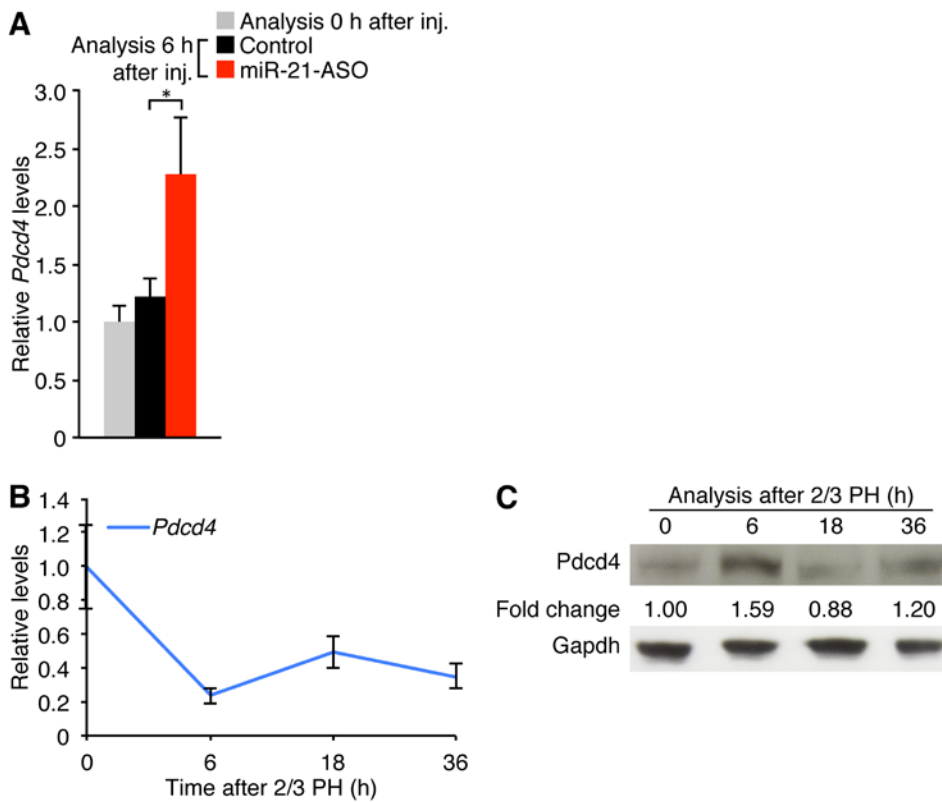 A
Analysis 0 h after inj.
Analysis 6 h after inj.
Control
miR-21-ASO
*
Relative Pdcd4 levels
3.0
2.5
2.0
1.5
1.0
0.5
0
B
Pdcd4
Relative levels
1.4
1.2
1.0
0.8
0.6
0.4
0.2
0
0 6 18 36
Time after 2/3 PH (h)
C
Analysis after 2/3 PH (h)
0 6 18 36
Pdcd4
Fold change 1.00 1.59 0.88 1.20
Gapdh